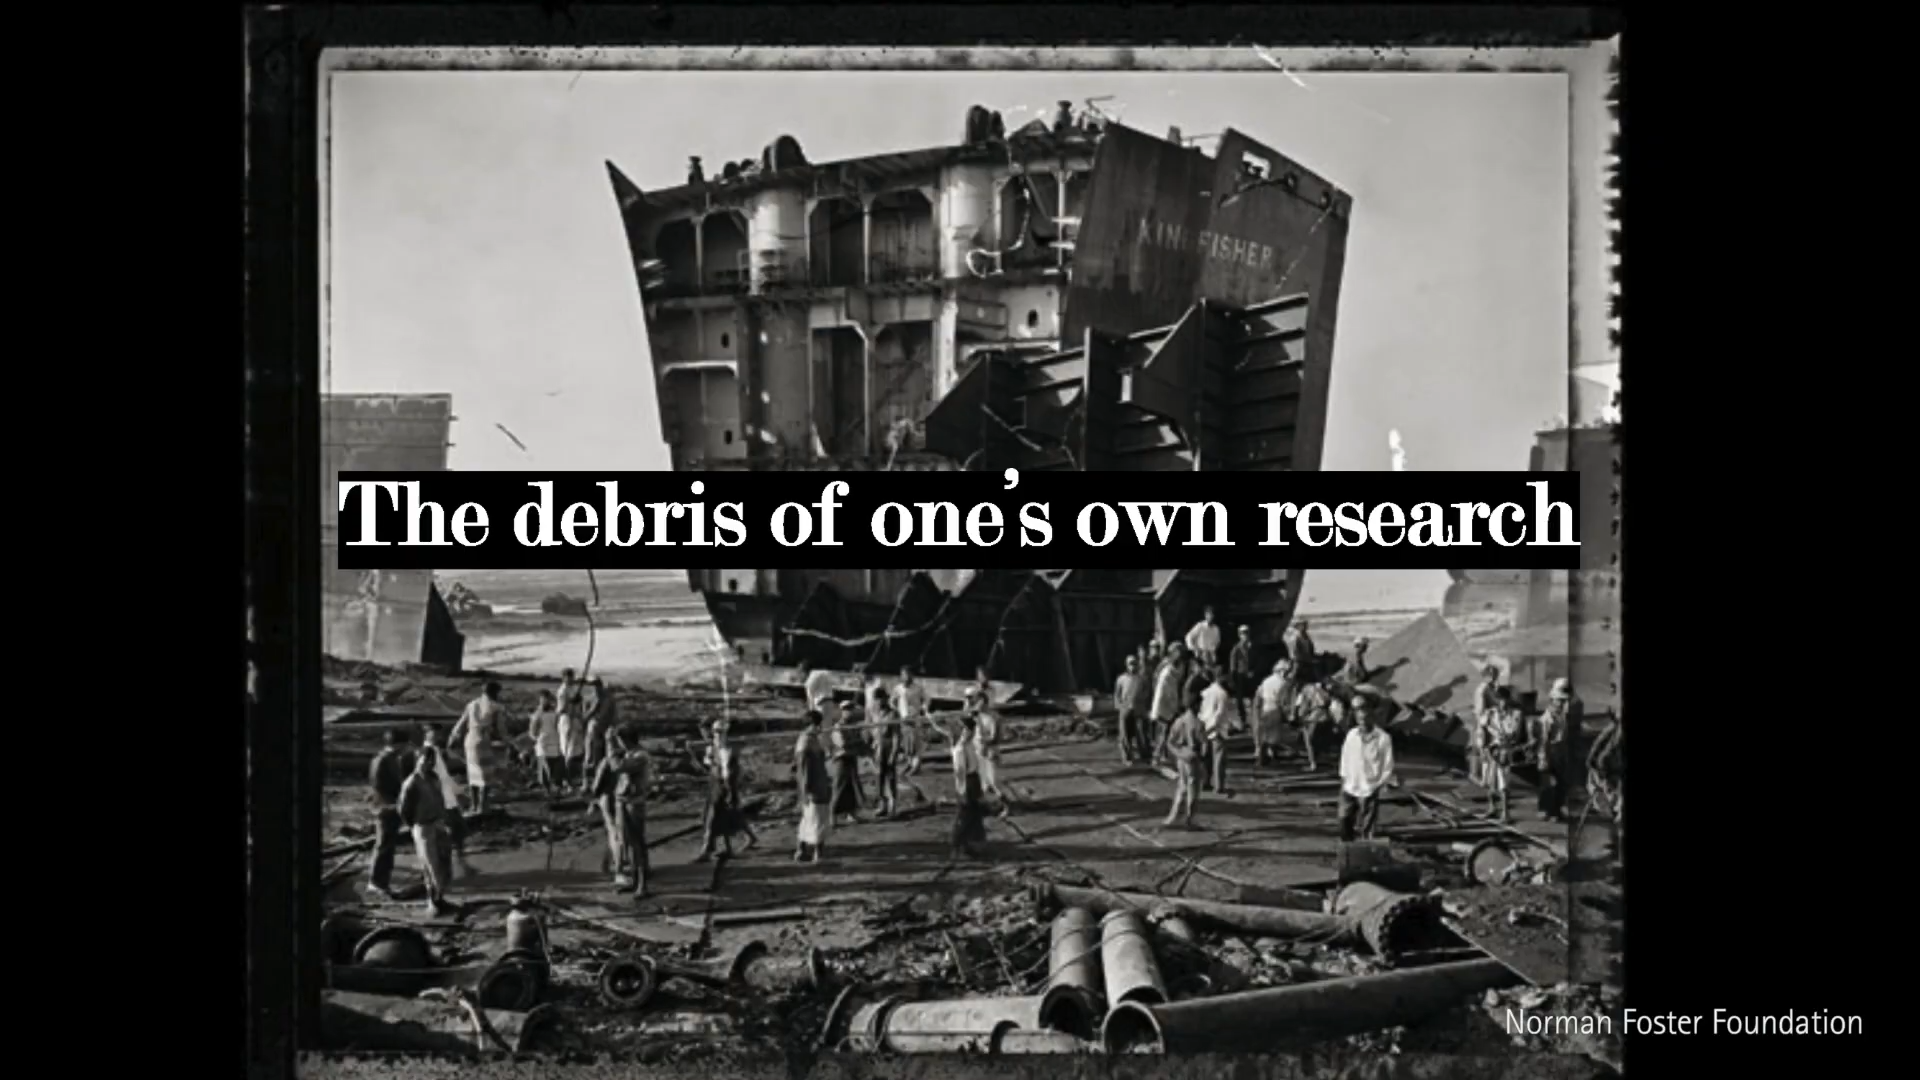 KINGFISHER
The debris of one's own research
Norman Foster Foundation